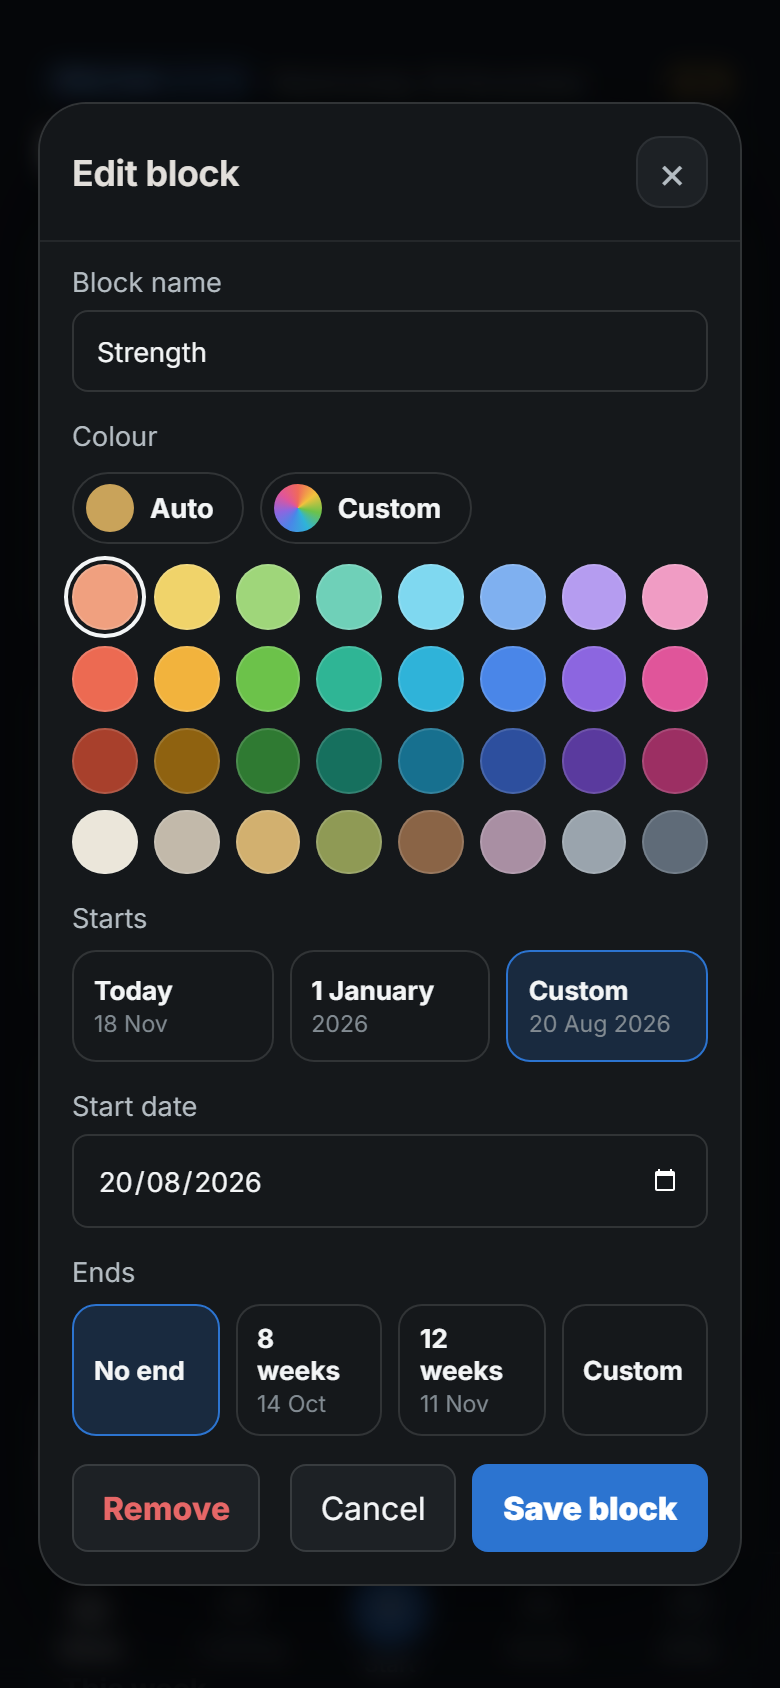 Edit block
Block name
Strength
Colour
Auto
Custom
Starts
Today
18 Nov
1 January
2026
Custom
20 Aug 2026
Start date
20/08/2026
Ends
No end
8
weeks
14 Oct
12
weeks
11 Nov
Custom
Remove
Cancel
Save block